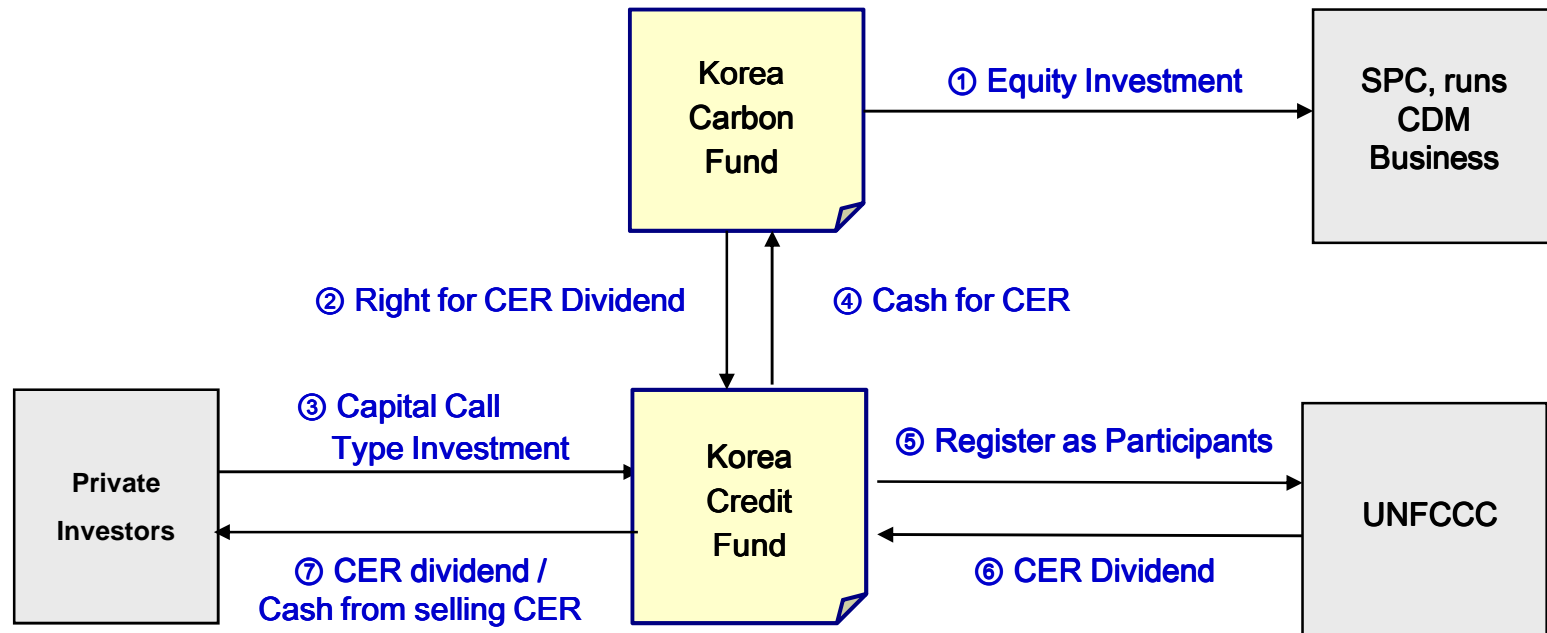 Korea
Carbon
Fund
① Equity Investment
SPC, runs
CDM
Business
② Right for CER Dividend
④ Cash for CER
Private
Investors
③ Capital Call
Type Investment
Korea
Credit
Fund
⑤ Register as Participants
UNFCCC
⑦ CER dividend /
Cash from selling CER
⑥ CER Dividend